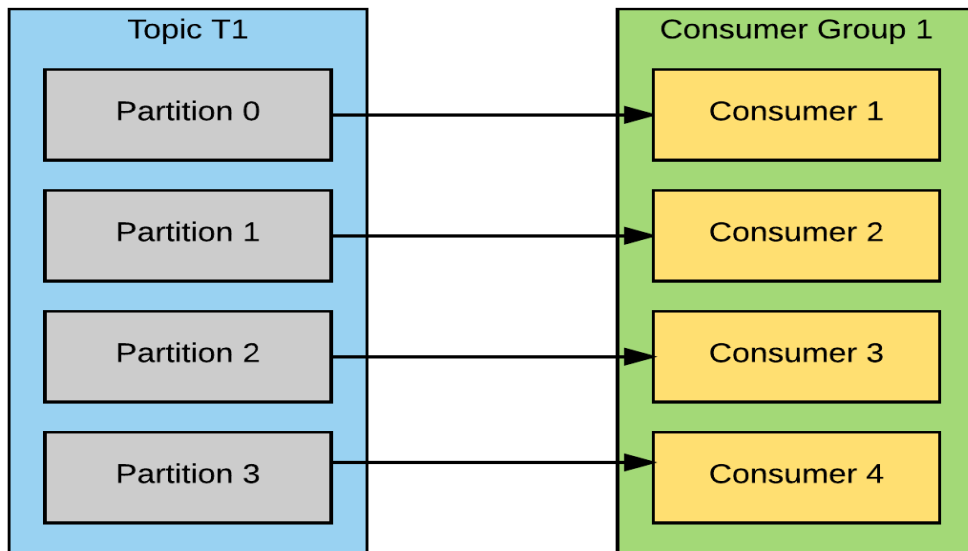 Topic T1
Partition 0
Partition 1
Partition 2
Partition 3
Consumer Group 1
Consumer 1
Consumer 2
Consumer 3
Consumer 4